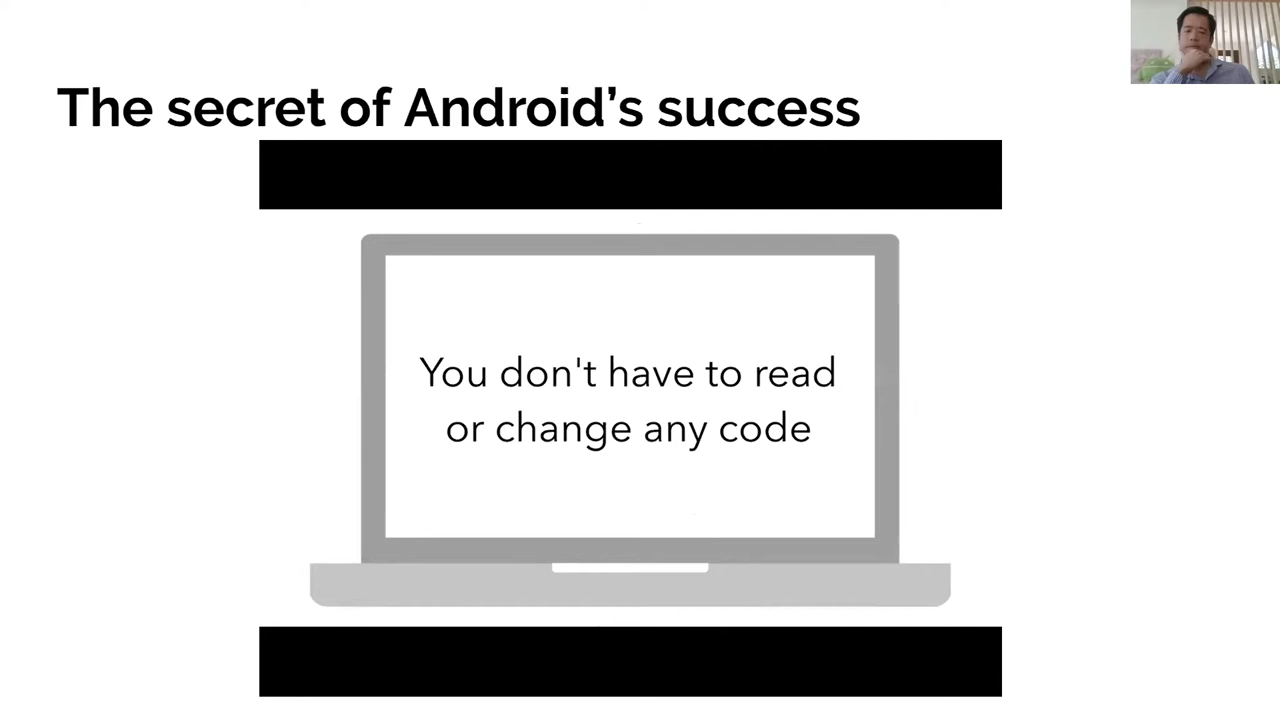 The secret of Android’s success
You don't have to read
or change any code